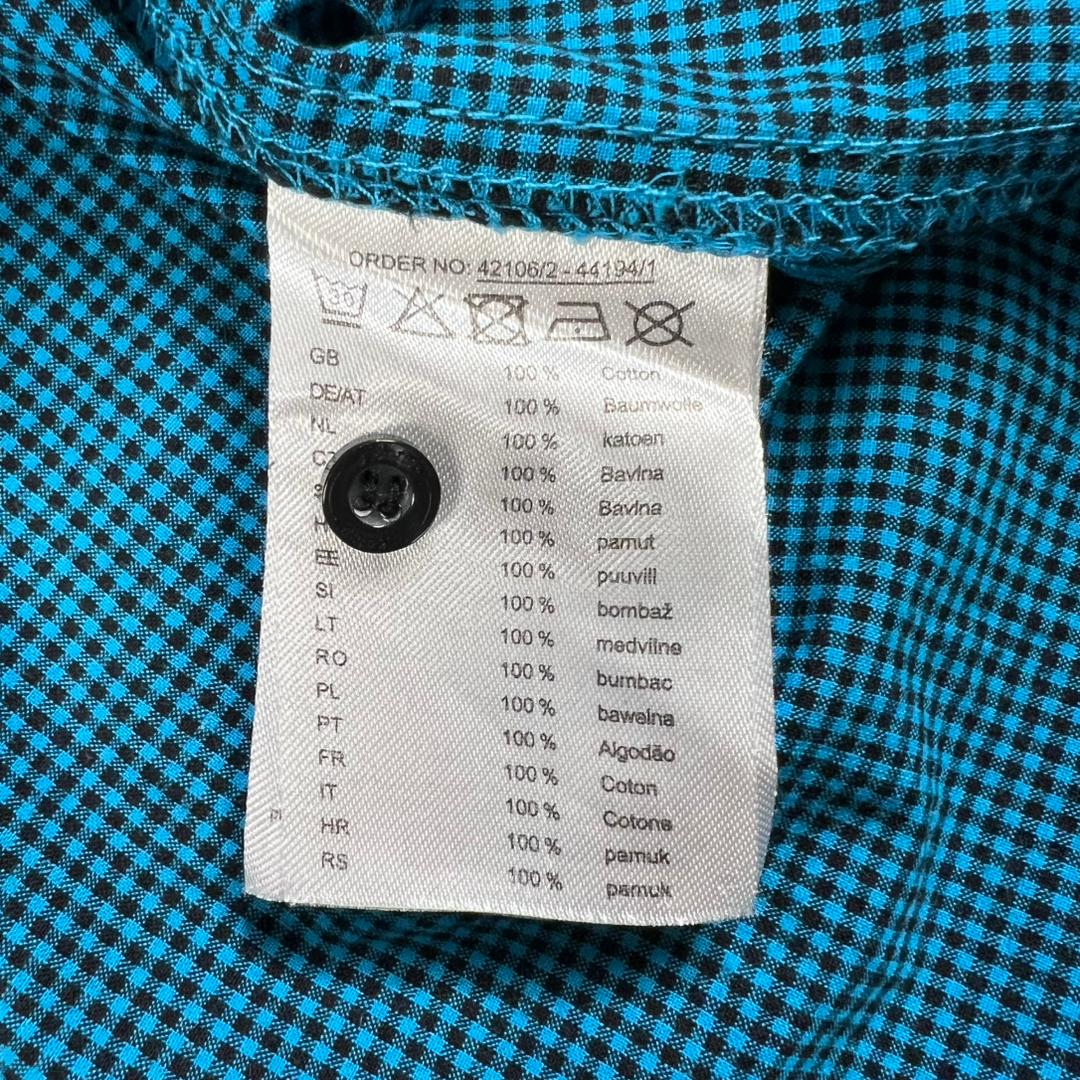 ORDER NO: 42106/2 - 44194/1
30
GB 100 % Cotton
DE/AT 100 % Baumwolle
NL 100 % katoen
100 % Bavlna
100 % Bavlna
100 % pamut
EE 100 % puuvill
SI 100 % bombaž
LT 100 % medvilne
RO 100 % bumbac
PL 100 % bawelna
PT 100 % Algodão
FR 100 % Coton
IT 100 % Cotone
HR 100 % pamuk
RS 100 % pamuk